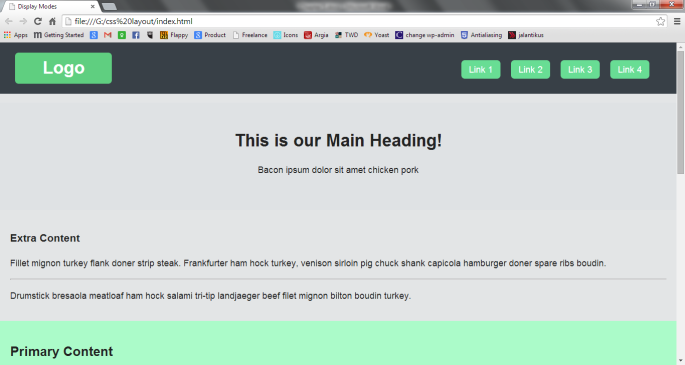 Display Modes
file:///G:/css%20layout/index.html
Apps Getting Started Flappy Product Freelance Icons Argia TWD Yoast change wp-admin Antialiasing jalantikus
Logo
Link 1 Link 2 Link 3 Link 4
This is our Main Heading!
Bacon ipsum dolor sit amet chicken pork
Extra Content
Fillet mignon turkey flank doner strip steak. Frankfurter ham hock turkey, venison sirloin pig chuck shank capicola hamburger doner spare ribs boudin.
Drumstick bresaola meatloaf ham hock salami tri-tip landjaeger beef filet mignon bilton boudin turkey.
Primary Content